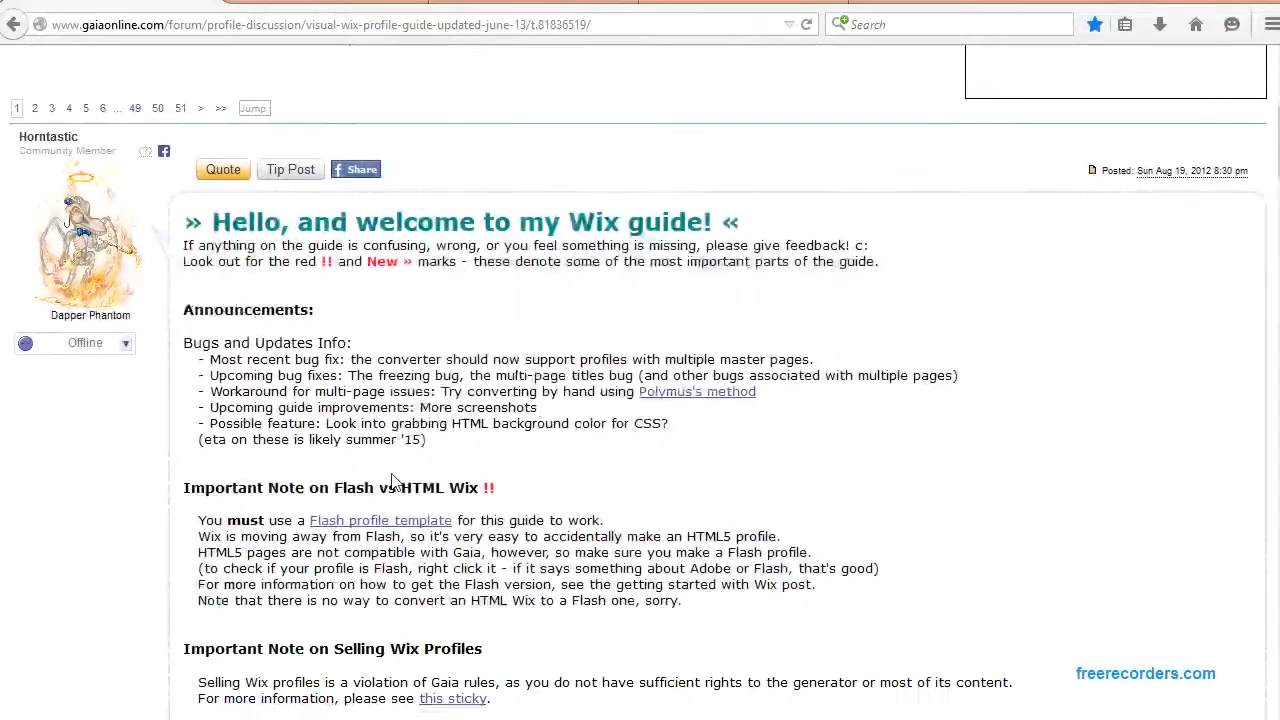 www.gaiaonline.com/forum/profile-discussion/visual-wix-profile-guide-updated-june-13/t.81836519/
Search
1 2 3 4 5 6 ... 49 50 51 > >> Jump
Horntastic
Community Member (?)
Quote Tip Post Share
Posted: Sun Aug 19, 2012 8:30 pm
» Hello, and welcome to my Wix guide! «
If anything on the guide is confusing, wrong, or you feel something is missing, please give feedback! c:
Look out for the red !! and New » marks - these denote some of the most important parts of the guide.
Announcements:
Dapper Phantom
Offline
Bugs and Updates Info:
- Most recent bug fix: the converter should now support profiles with multiple master pages.
- Upcoming bug fixes: The freezing bug, the multi-page titles bug (and other bugs associated with multiple pages)
- Workaround for multi-page issues: Try converting by hand using Polymus's method
- Upcoming guide improvements: More screenshots
- Possible feature: Look into grabbing HTML background color for CSS?
(eta on these is likely summer '15)
Important Note on Flash vs HTML Wix !!
You must use a Flash profile template for this guide to work.
Wix is moving away from Flash, so it's very easy to accidentally make an HTML5 profile.
HTML5 pages are not compatible with Gaia, however, so make sure you make a Flash profile.
(to check if your profile is Flash, right click it - if it says something about Adobe or Flash, that's good)
For more information on how to get the Flash version, see the getting started with Wix post.
Note that there is no way to convert an HTML Wix to a Flash one, sorry.
Important Note on Selling Wix Profiles
Selling Wix profiles is a violation of Gaia rules, as you do not have sufficient rights to the generator or most of its content.
For more information, please see this sticky.
freerecorders.com